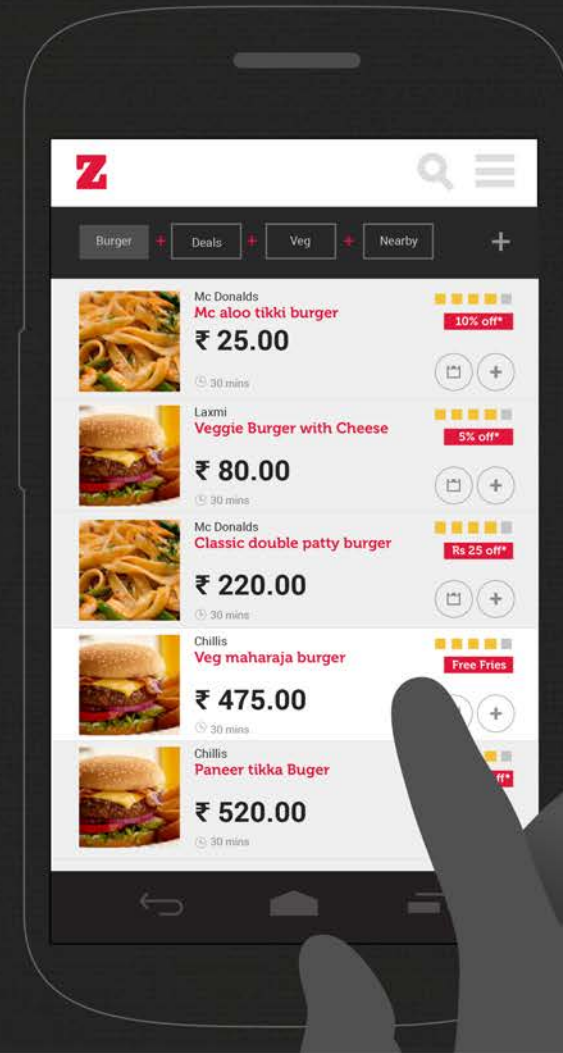 Z
Burger + Deals + Veg + Nearby +
Mc Donalds
Mc aloo tikki burger
10% off*
₹ 25.00
30 mins
Laxmi
Veggie Burger with Cheese
5% off*
₹ 80.00
30 mins
Mc Donalds
Classic double patty burger
Rs 25 off*
₹ 220.00
30 mins
Chillis
Veg maharaja burger
Free Fries
₹ 475.00
30 mins
Chillis
Paneer tikka Buger
₹ 520.00
30 mins